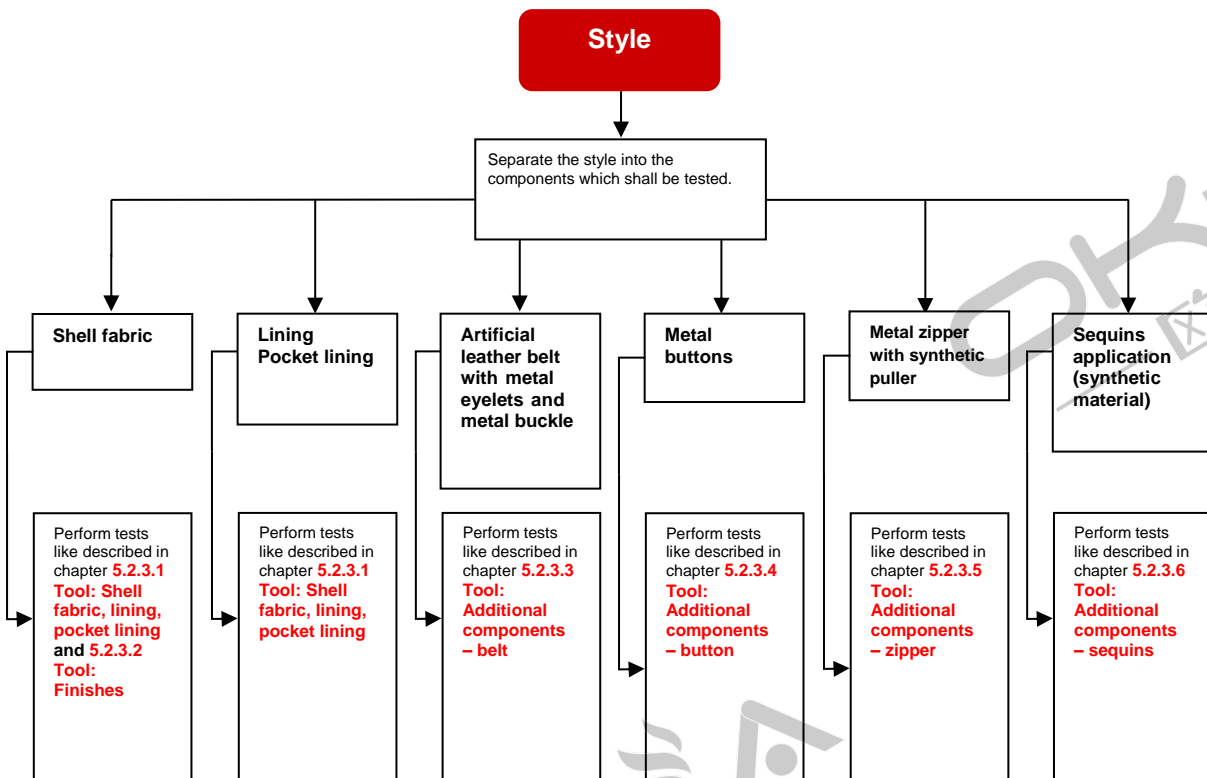 Style
Separate the style into the
components which shall be tested.
Shell fabric
Lining
Pocket lining
Artificial
leather belt
with metal
eyelets and
metal buckle
Metal
buttons
Metal zipper
with synthetic
puller
Sequins
application
(synthetic
material)
Perform tests
like described in
chapter 5.2.3.1
Tool: Shell
fabric, lining,
pocket lining
and 5.2.3.2
Tool:
Finishes
Perform tests
like described in
chapter 5.2.3.1
Tool: Shell
fabric, lining,
pocket lining
Perform tests
like described in
chapter 5.2.3.3
Tool:
Additional
components
– belt
Perform tests
like described in
chapter 5.2.3.4
Tool:
Additional
components
– button
Perform tests
like described in
chapter 5.2.3.5
Tool:
Additional
components
– zipper
Perform tests
like described in
chapter 5.2.3.6
Tool:
Additional
components
– sequins